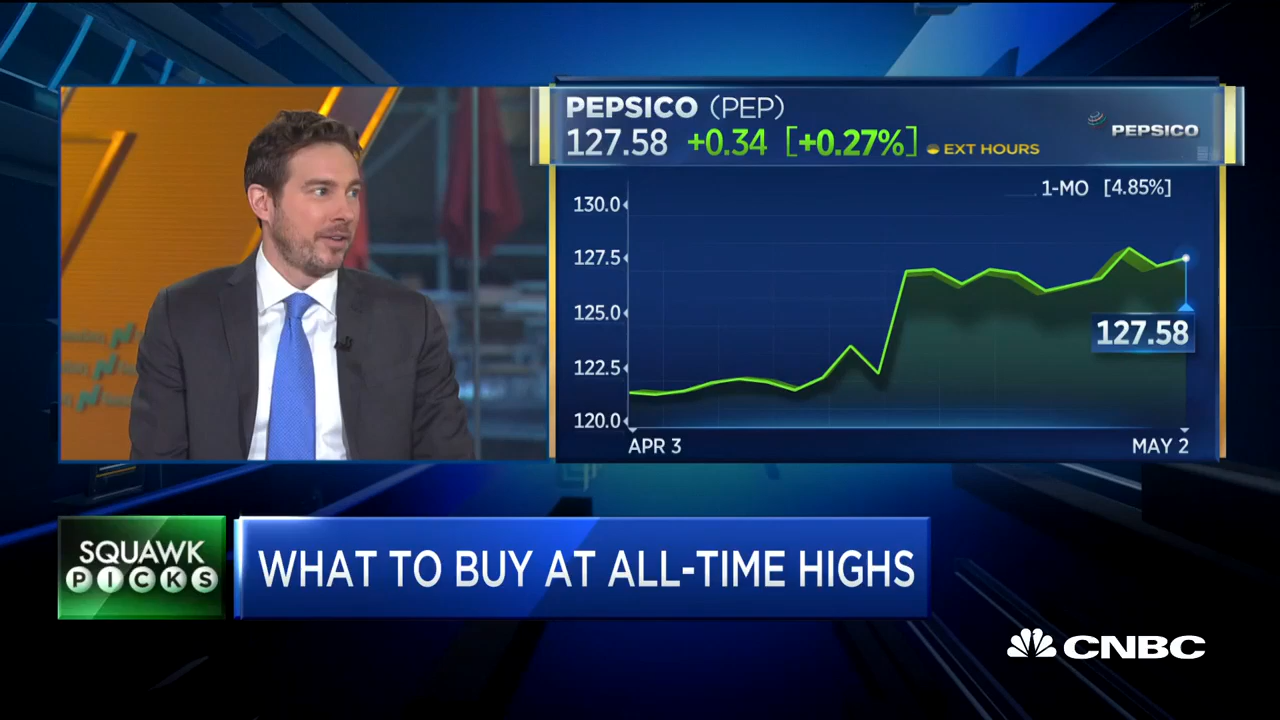 PEPSICO (PEP)
127.58 +0.34 [+0.27%] EXT HOURS
PEPSICO
1-MO [4.85%]
130.0
127.5
125.0
122.5
120.0
127.58
APR 3
MAY 2
SQUAWK
PICKS
WHAT TO BUY AT ALL-TIME HIGHS
CNBC